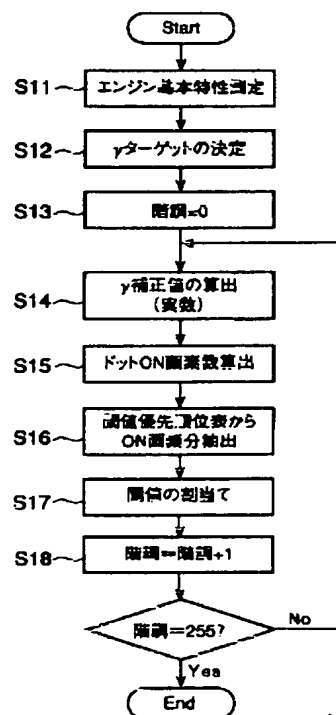 Start
S11
エンジン基本特性測定
S12
γターゲットの決定
S13
階調=0
S14
γ補正値の算出
(実数)
S15
ドットON画素数算出
S16
閾値優先順位表から
ON画素分抽出
S17
閾値の割当て
S18
階調=階調+1
階調=255?
No
Yes
End